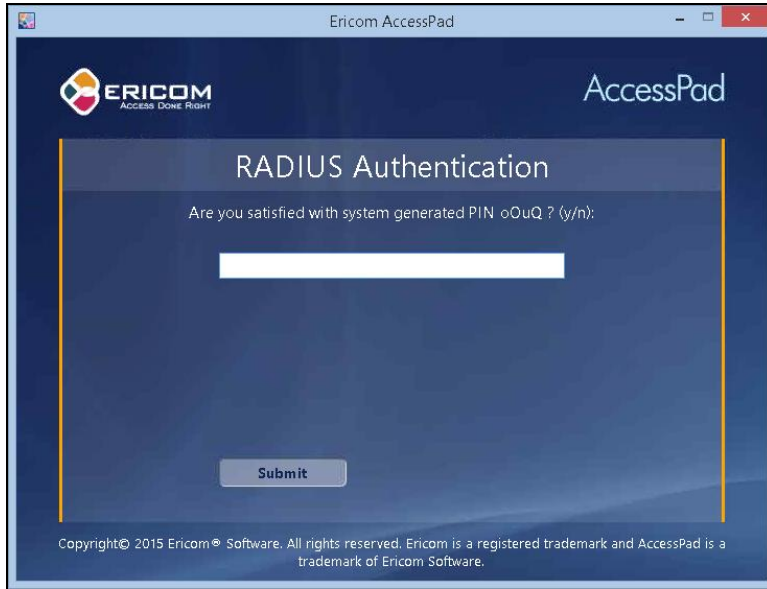 Ericom AccessPad
ERICOM
ACCESS DONE RIGHT
AccessPad
RADIUS Authentication
Are you satisfied with system generated PIN oOuQ ? (y/n):
Submit
Copyright© 2015 Ericom® Software. All rights reserved. Ericom is a registered trademark and AccessPad is a
trademark of Ericom Software.